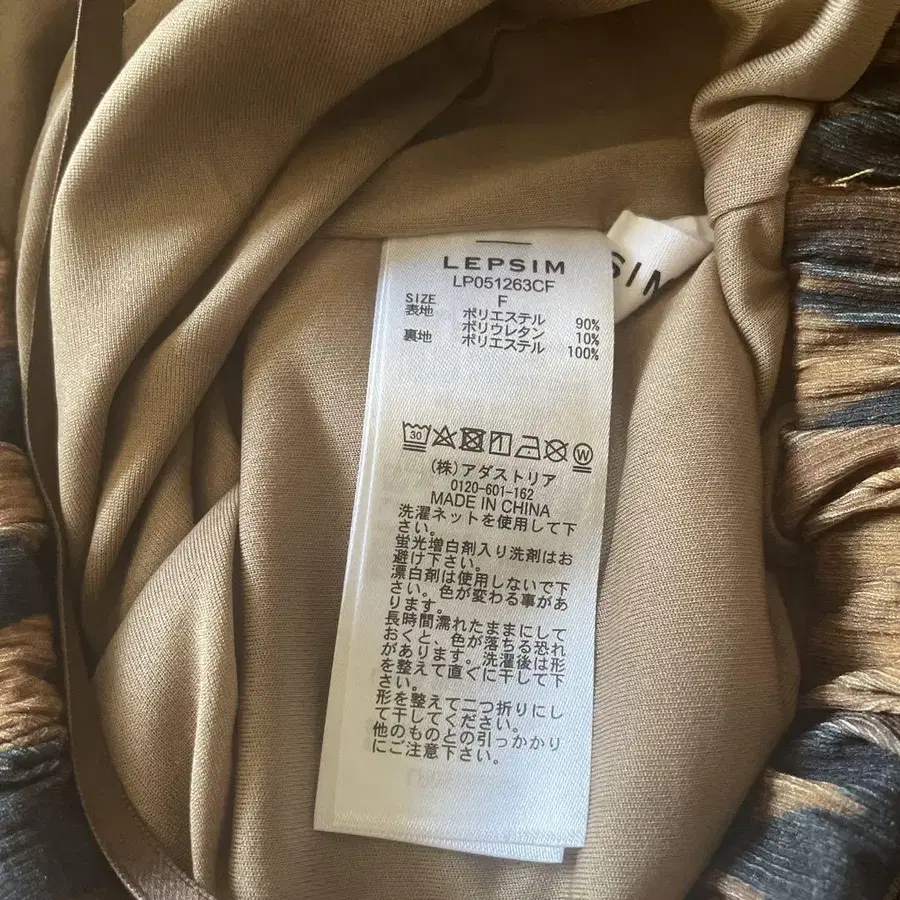 LEPSIM
LP051263CF
SIZE F
表地 ポリエステル 90%
ポリウレタン 10%
裏地 ポリエステル 100%
SIM
30
W
(株)アダストリア
0120-601-162
MADE IN CHINA
洗濯ネットを使用して下
さい。
蛍光増白剤入り洗剤はお
避け下さい。
漂白剤は使用しないで下
さい。色が変わる事があ
ります。
長時間濡れたままにして
おくと、色が落ちる恐れ
があります。洗濯後は形
を整えて直ぐに干して下
さい。
形を整えて二つ折りにし
て干してください。
他のものとの引っかかり
にご注意下さい。